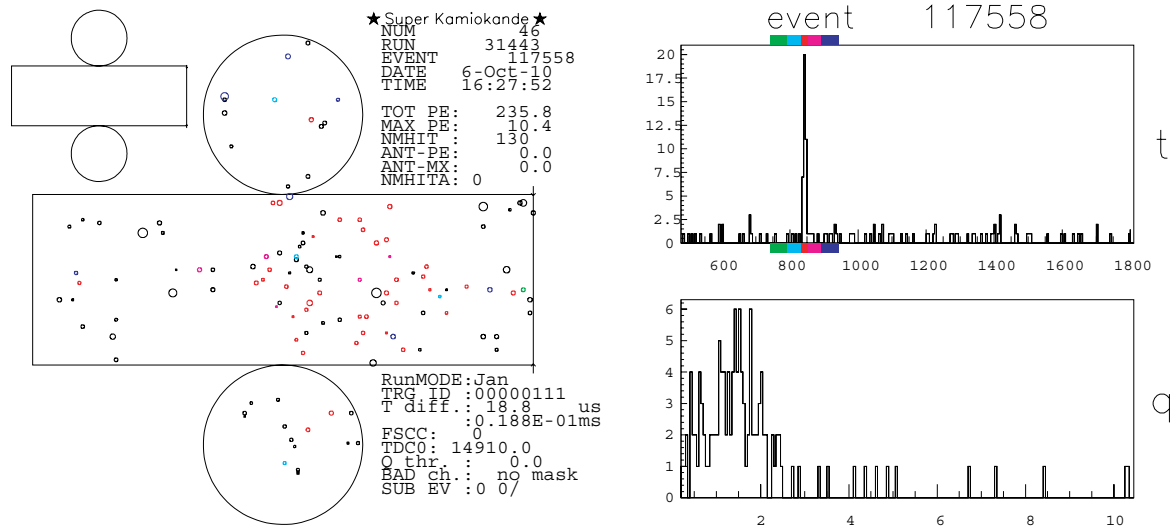 ★ Super Kamiokande ★
NUM 46
RUN 31443
EVENT 117558
DATE 6-Oct-10
TIME 16:27:52
TOT PE: 235.8
MAX PE: 10.4
NMHIT : 130
ANT-PE: 0.0
ANT-MX: 0.0
NMHITA: 0
RunMODE:Jan
TRG ID :00000111
T diff.: 18.8 us
:0.188E-01ms
FSCC: 0
TDC0: 14910.0
Q thr. : 0.0
BAD ch.: no mask
SUB EV :0 0/
event 117558
20
17.5
15
12.5
10
7.5
5
2.5
0
600 800 1000 1200 1400 1600 1800
t
6
5
4
3
2
1
0
2 4 6 8 10
q